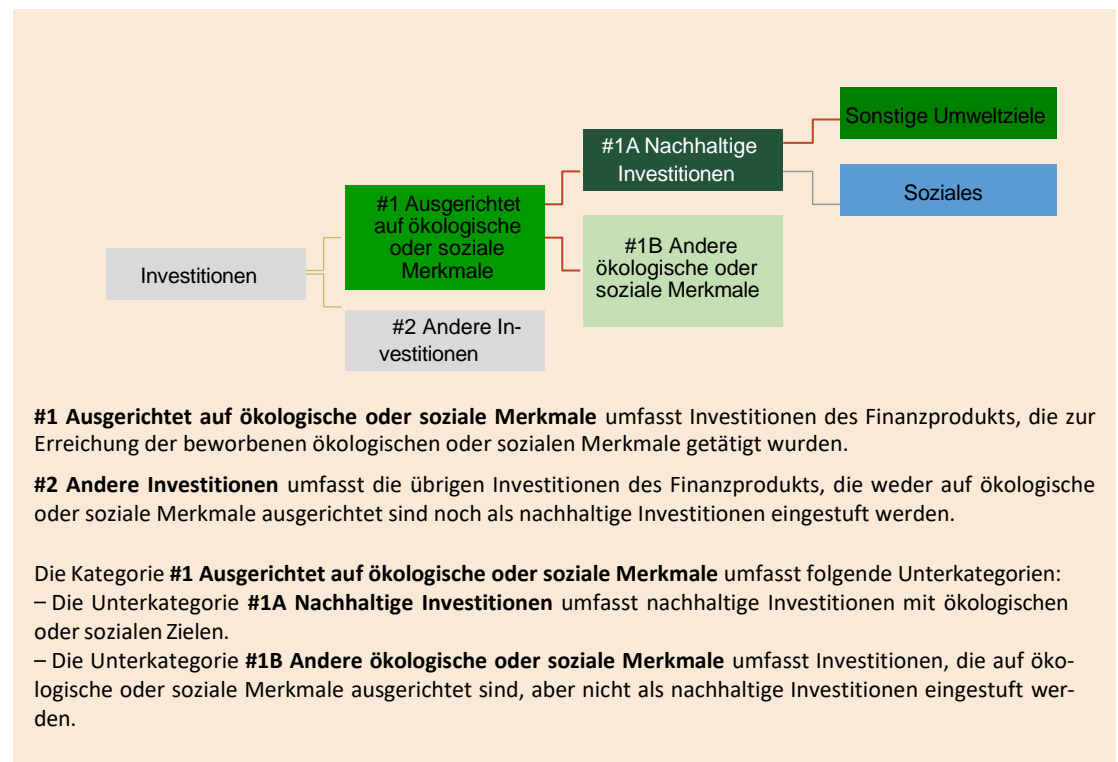 Sonstige Umweltziele
#1A Nachhaltige
Investitionen
Soziales
#1 Ausgerichtet
auf ökologische
oder soziale
Merkmale
#1B Andere
ökologische oder
soziale Merkmale
Investitionen
#2 Andere In-
vestitionen
#1 Ausgerichtet auf ökologische oder soziale Merkmale umfasst Investitionen des Finanzprodukts, die zur
Erreichung der beworbenen ökologischen oder sozialen Merkmale getätigt wurden.
#2 Andere Investitionen umfasst die übrigen Investitionen des Finanzprodukts, die weder auf ökologische
oder soziale Merkmale ausgerichtet sind noch als nachhaltige Investitionen eingestuft werden.
Die Kategorie #1 Ausgerichtet auf ökologische oder soziale Merkmale umfasst folgende Unterkategorien:
– Die Unterkategorie #1A Nachhaltige Investitionen umfasst nachhaltige Investitionen mit ökologischen
oder sozialen Zielen.
– Die Unterkategorie #1B Andere ökologische oder soziale Merkmale umfasst Investitionen, die auf öko-
logische oder soziale Merkmale ausgerichtet sind, aber nicht als nachhaltige Investitionen eingestuft wer-
den.